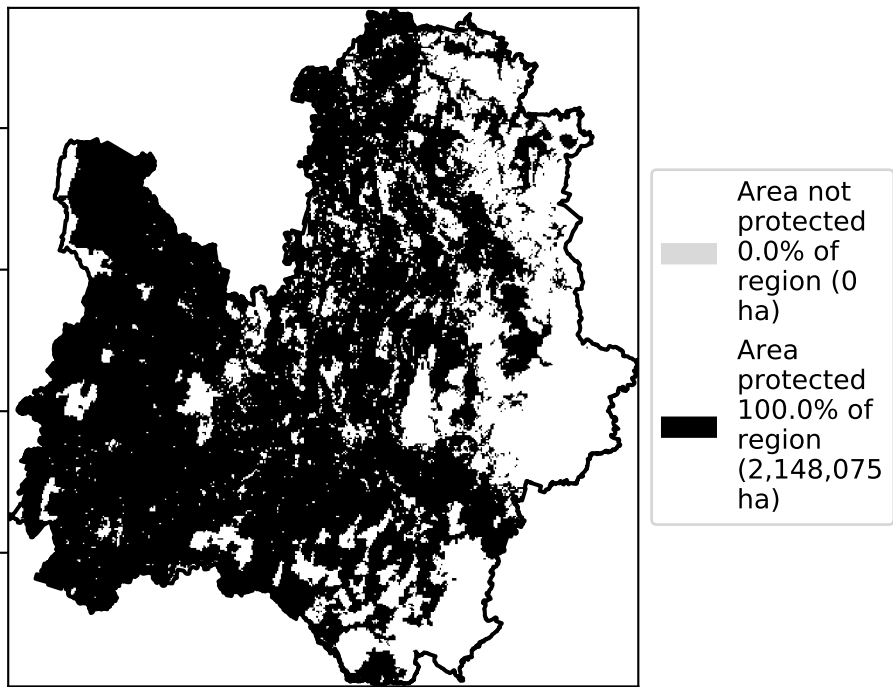 Area not
protected
0.0% of
region (0
ha)
Area
protected
100.0% of
region
(2,148,075
ha)